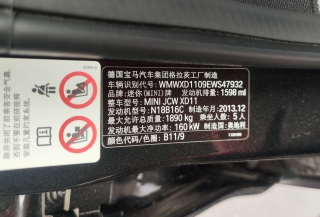 德国宝马汽车集团格拉茨工厂制造
车辆识别代号: WMWXD1109EWS47932
品牌: 迷你(MINI)牌 发动机排量: 1598 ml
整车型号: MINI JCW XD11
发动机型号: N18B16C 制造年月: 2013.12
最大允许总质量: 1890 kg 乘坐人数: 5 人
发动机最大净功率: 160 kW 制造国: 奥地利
颜色代码/色圈: B11/9